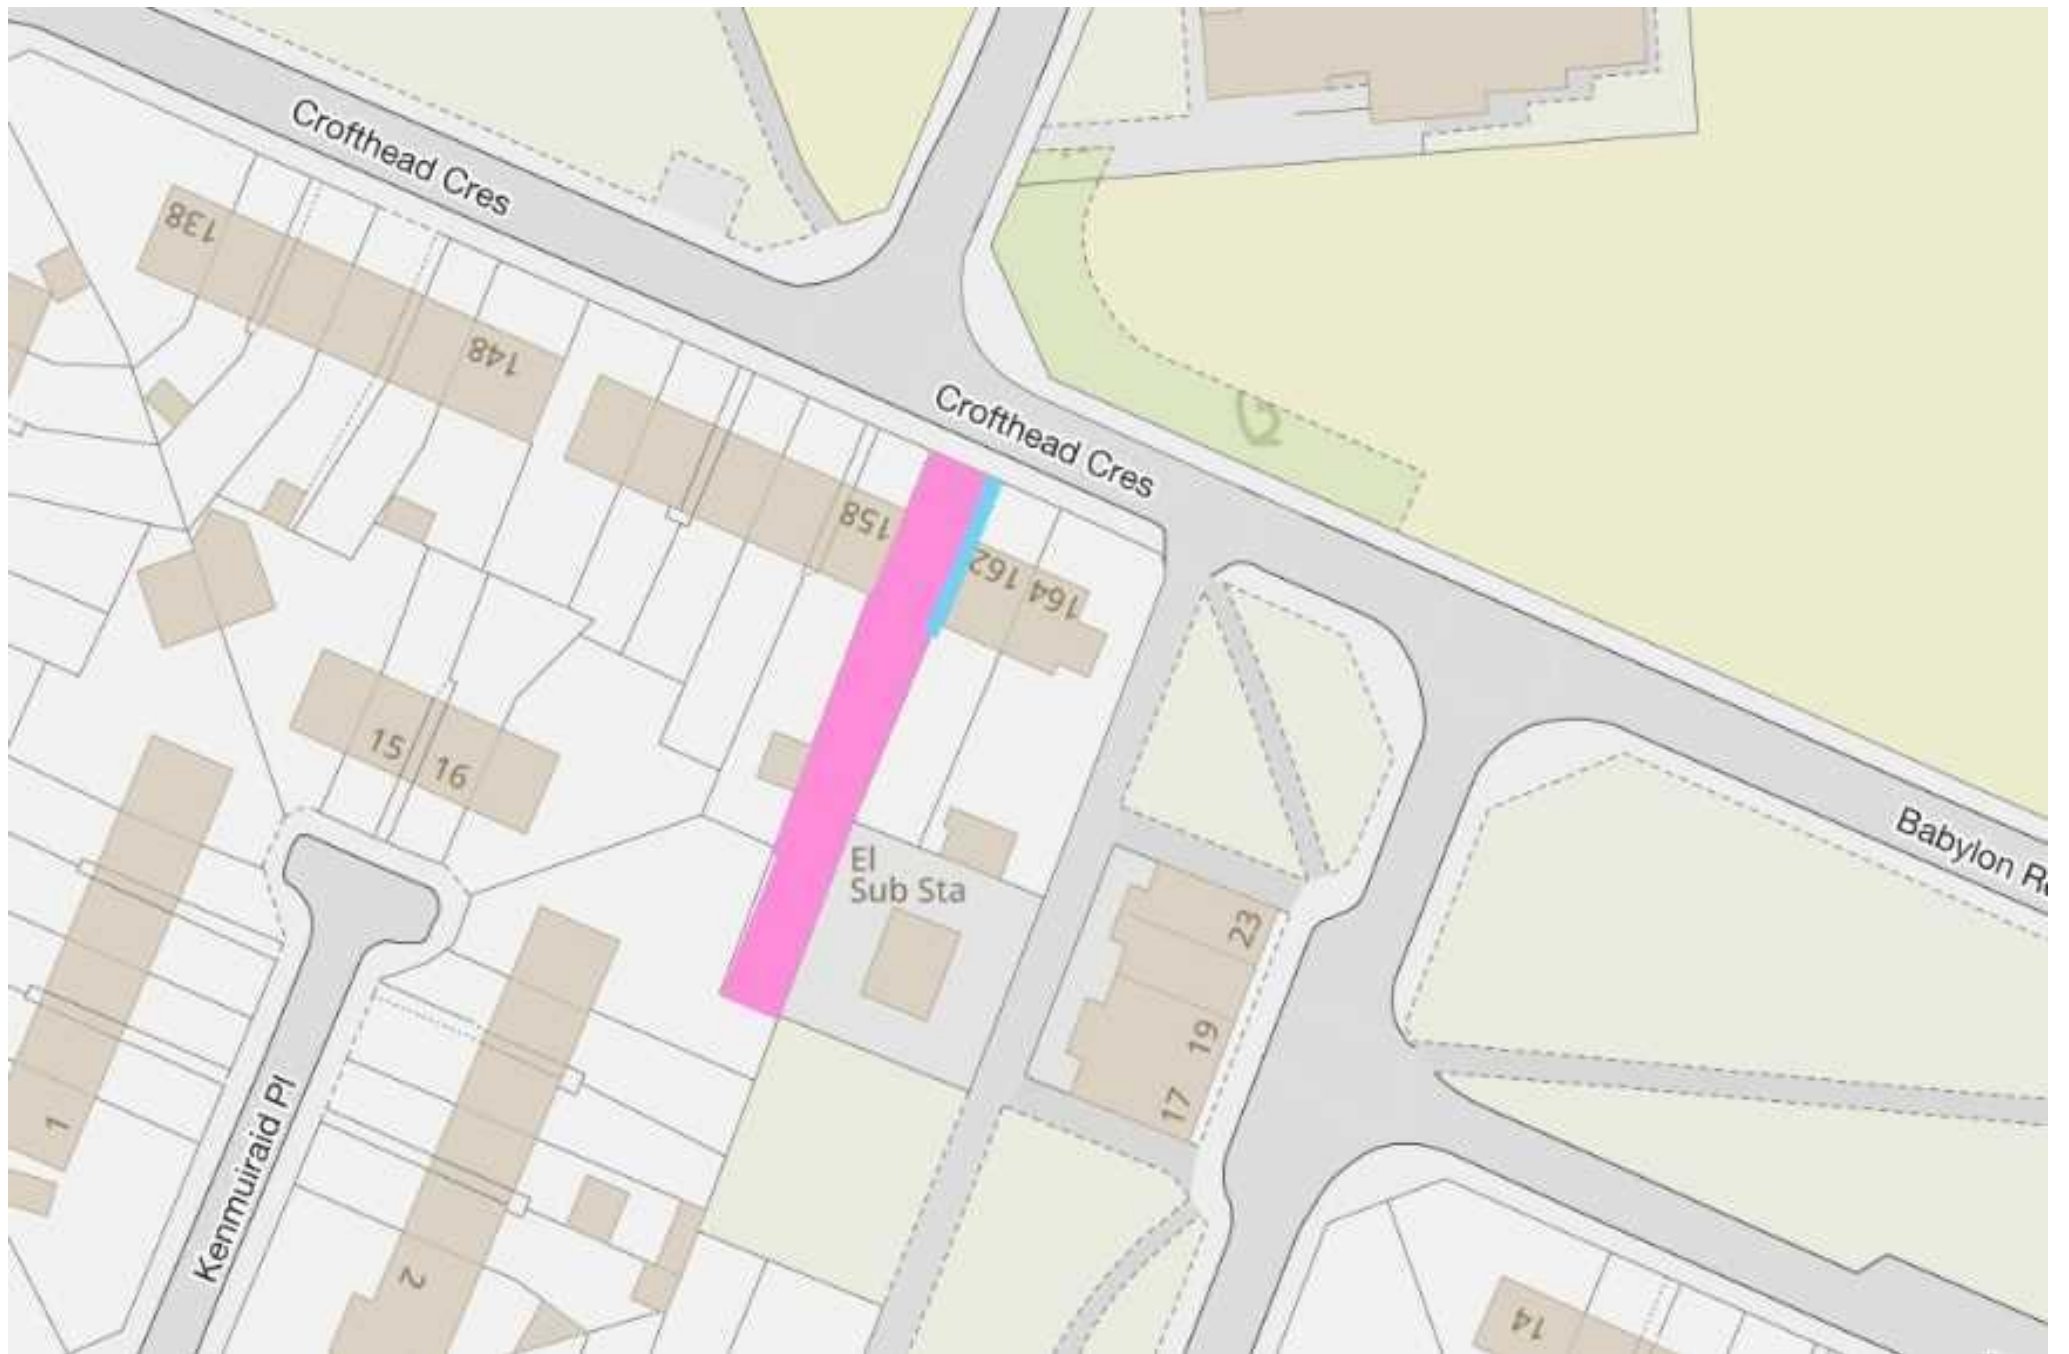 Crofthead Cres
138
148
Crofthead Cres
158
162
164
15
16
El
Sub Sta
Babylon
23
19
17
1
Kenmuiraid Pl
2
14